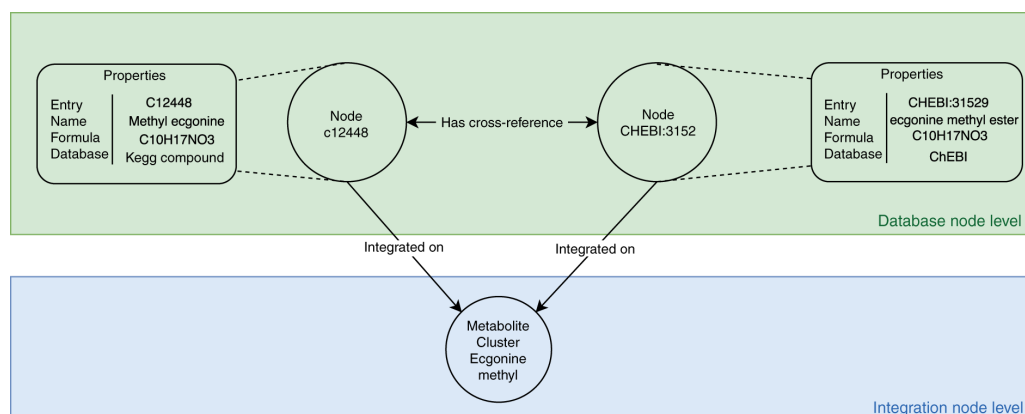 Properties
Entry C12448
Name Methyl ecgonine
Formula C10H17NO3
Database Kegg compound
Node
c12448
Has cross-reference
Node
CHEBI:3152
Properties
Entry CHEBI:31529
Name ecgonine methyl ester
Formula C10H17NO3
Database ChEBI
Database node level
Integrated on
Integrated on
Metabolite
Cluster
Ecgonine
methyl
Integration node level